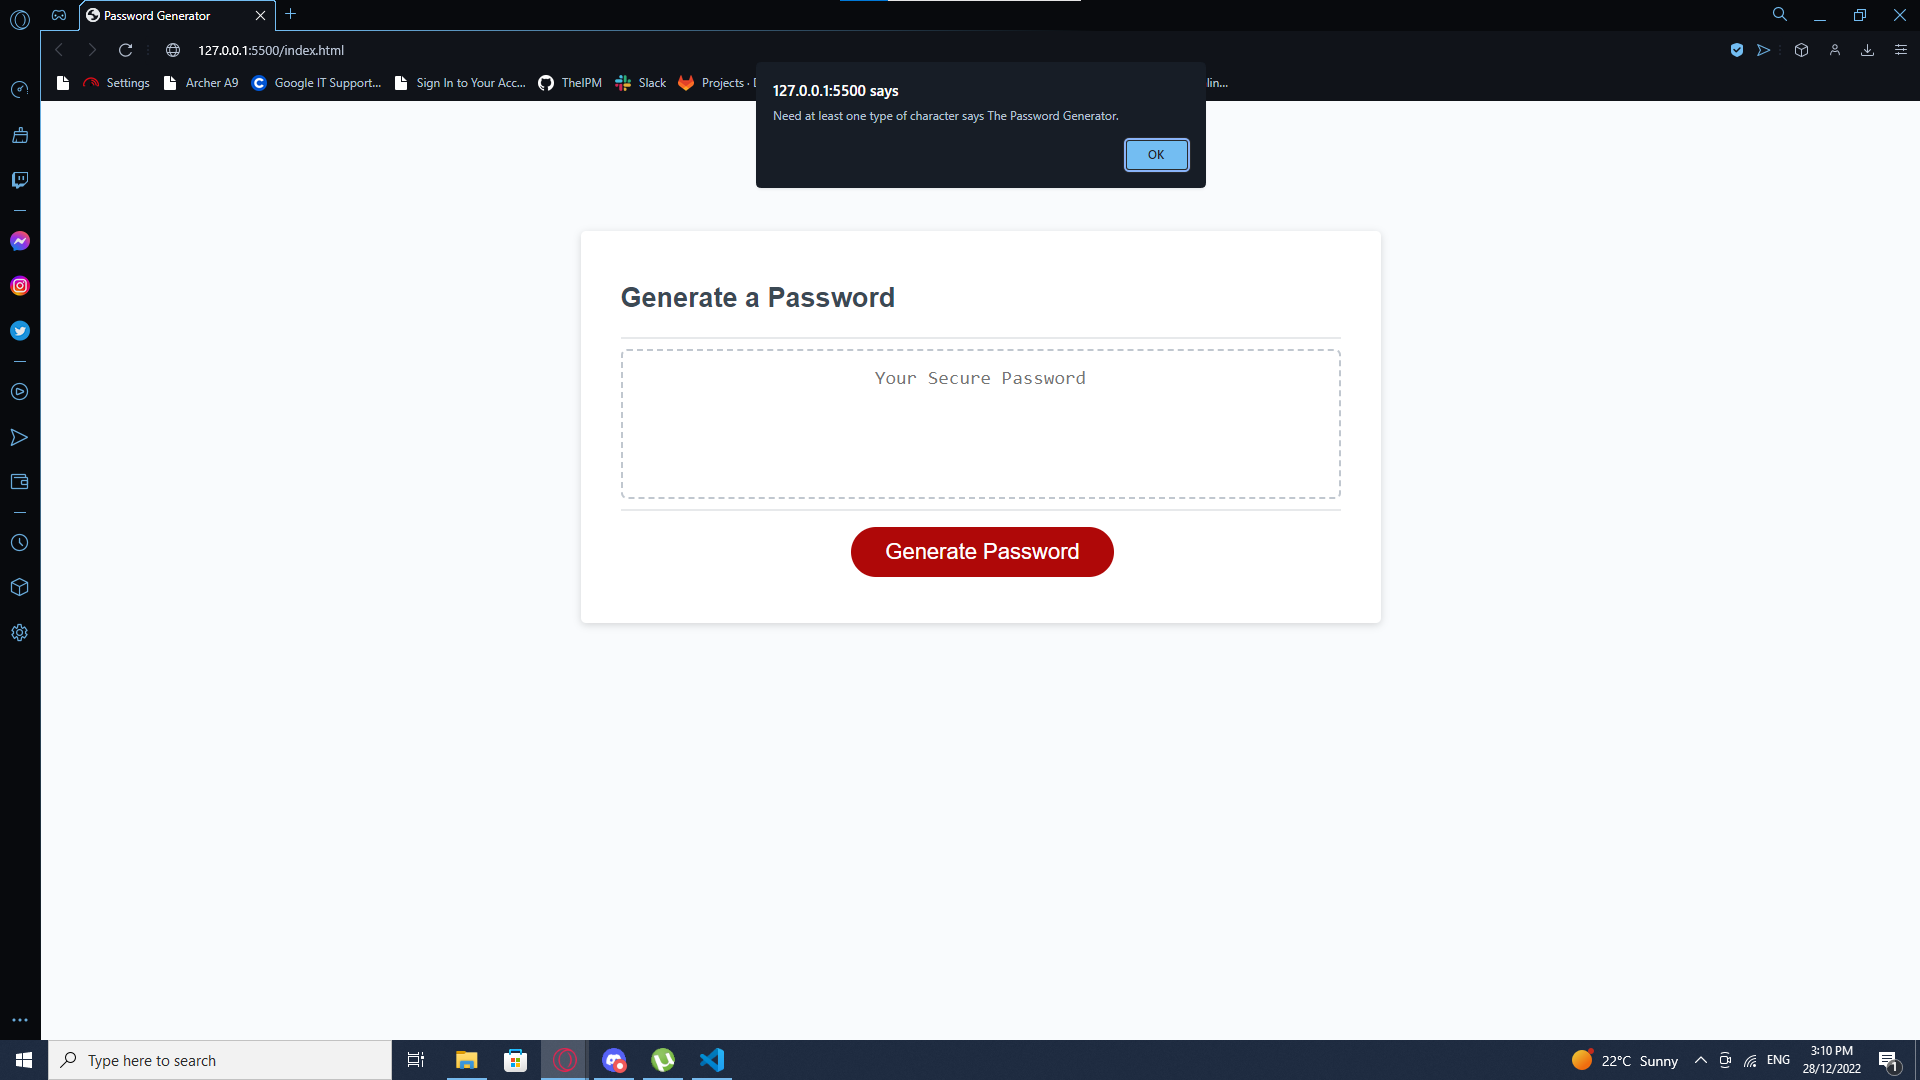 Password Generator
127.0.0.1:5500/index.html
Settings
Archer A9
Google IT Support...
Sign In to Your Acc...
TheIPM
Slack
Projects · 
lin...
127.0.0.1:5500 says
Need at least one type of character says The Password Generator.
OK
Generate a Password
Your Secure Password
Generate Password
Type here to search
22°C Sunny
ENG
3:10 PM
28/12/2022
1